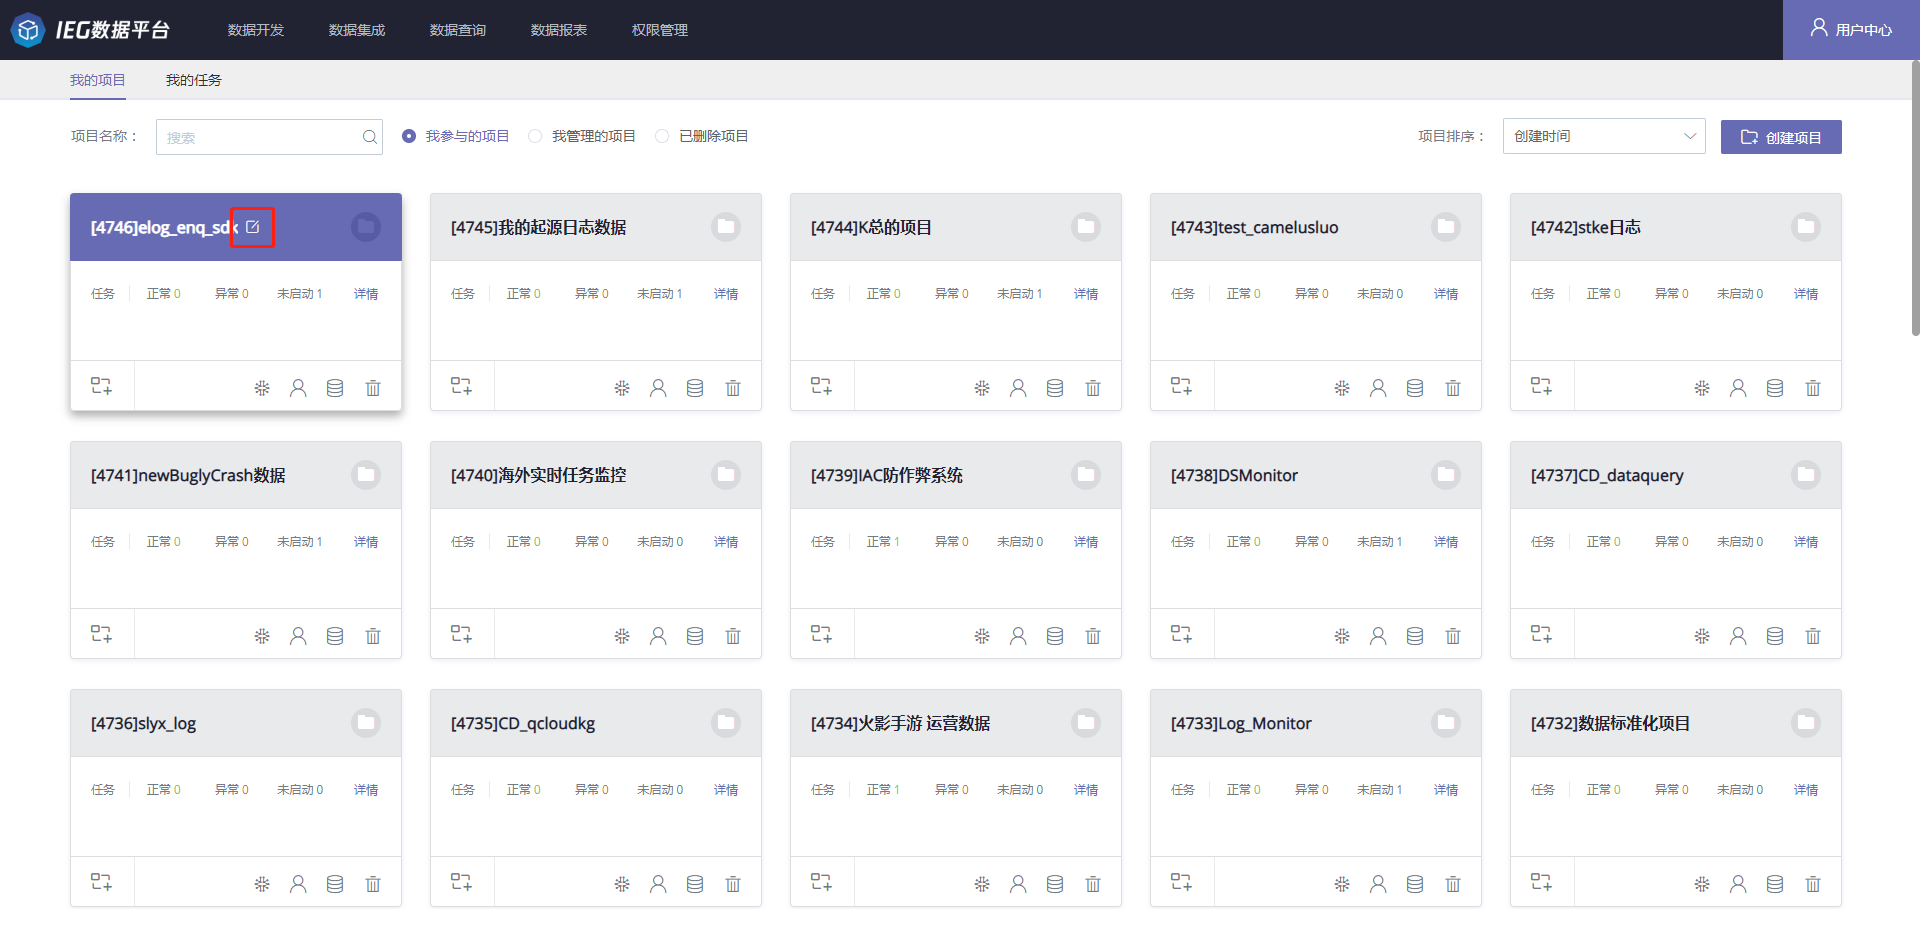 IEG数据平台 数据开发 数据集成 数据查询 数据报表 权限管理 用户中心
我的项目 我的任务
项目名称： 搜索 我参与的项目 我管理的项目 已删除项目 项目排序： 创建时间 创建项目
[4746]elog_enq_sdk [4745]我的起源日志数据 [4744]K总的项目 [4743]test_camelusluo [4742]stke日志
任务 正常 0 异常 0 未启动 1 详情 任务 正常 0 异常 0 未启动 1 详情 任务 正常 0 异常 0 未启动 1 详情 任务 正常 0 异常 0 未启动 0 详情 任务 正常 0 异常 0 未启动 0 详情
[4741]newBuglyCrash数据 [4740]海外实时任务监控 [4739]IAC防作弊系统 [4738]DSMonitor [4737]CD_dataquery
任务 正常 0 异常 0 未启动 1 详情 任务 正常 0 异常 0 未启动 0 详情 任务 正常 1 异常 0 未启动 0 详情 任务 正常 0 异常 0 未启动 1 详情 任务 正常 0 异常 0 未启动 0 详情
[4736]slyx_log [4735]CD_qcloudkg [4734]火影手游 运营数据 [4733]Log_Monitor [4732]数据标准化项目
任务 正常 0 异常 0 未启动 0 详情 任务 正常 0 异常 0 未启动 0 详情 任务 正常 1 异常 0 未启动 0 详情 任务 正常 0 异常 0 未启动 1 详情 任务 正常 0 异常 0 未启动 0 详情